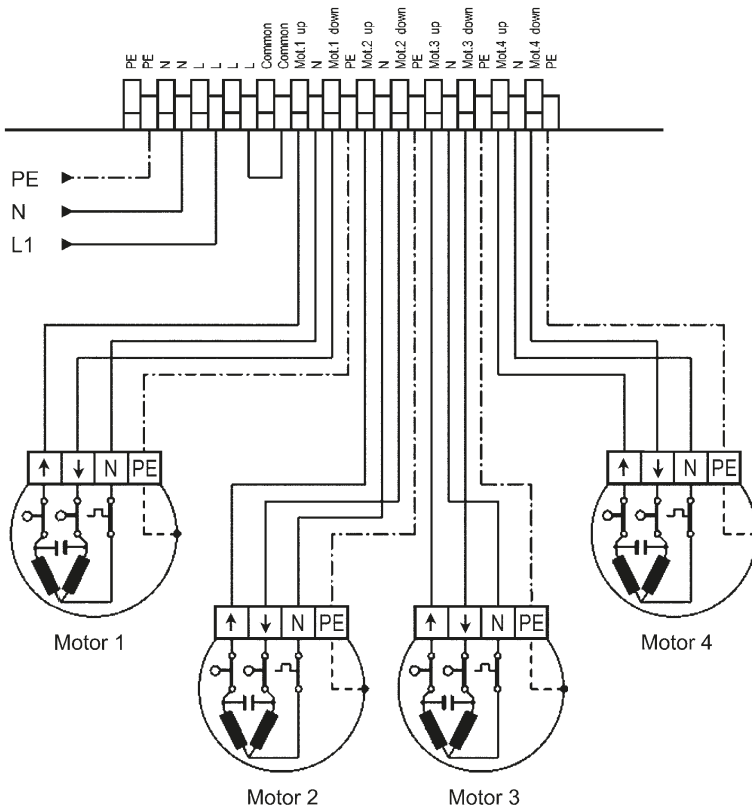 PE
PE
N
N
L
L
L
L
Common
Common
Mot.1 up
N
Mot.1 down
PE
Mot.2 up
N
Mot.2 down
PE
Mot.3 up
N
Mot.3 down
PE
Mot.4 up
N
Mot.4 down
PE
PE
N
L1
↑ ↓ N PE
↑ ↓ N PE
Motor 1
Motor 4
↑ ↓ N PE
↑ ↓ N PE
Motor 2
Motor 3